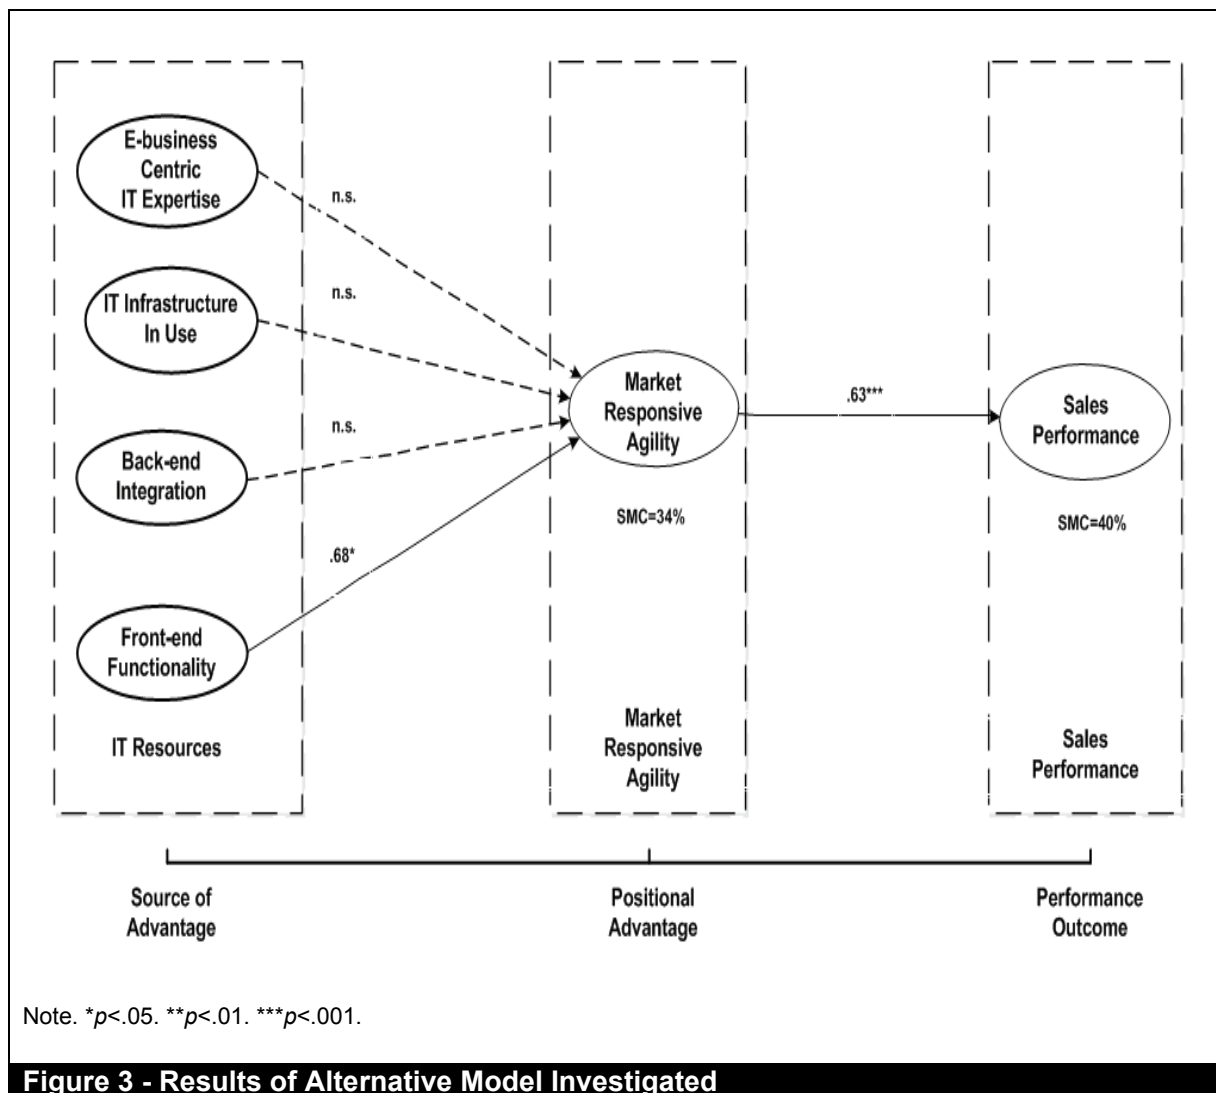 E-business
Centric
IT Expertise
n.s.
IT Infrastructure
In Use
n.s.
Back-end
Integration
n.s.
Front-end
Functionality
.68*
IT Resources
Market
Responsive
Agility
SMC=34%
Market
Responsive
Agility
.63***
Sales
Performance
SMC=40%
Sales
Performance
Source of
Advantage
Positional
Advantage
Performance
Outcome
Note. *p<.05. **p<.01. ***p<.001.
Figure 3 - Results of Alternative Model Investigated